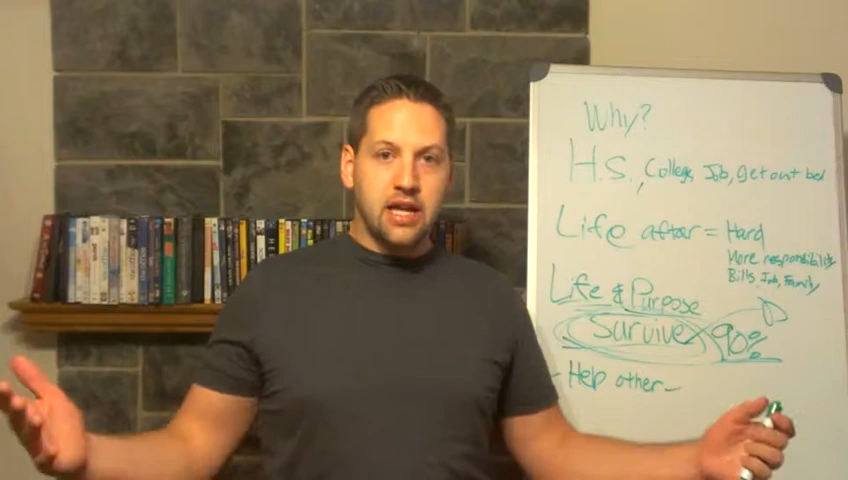 Why?
H.S., College, Job, get out bed
Life after = Hard
More responsibility
Bills, Job, Family
Life & Purpose
Survive 90%
- Help other -